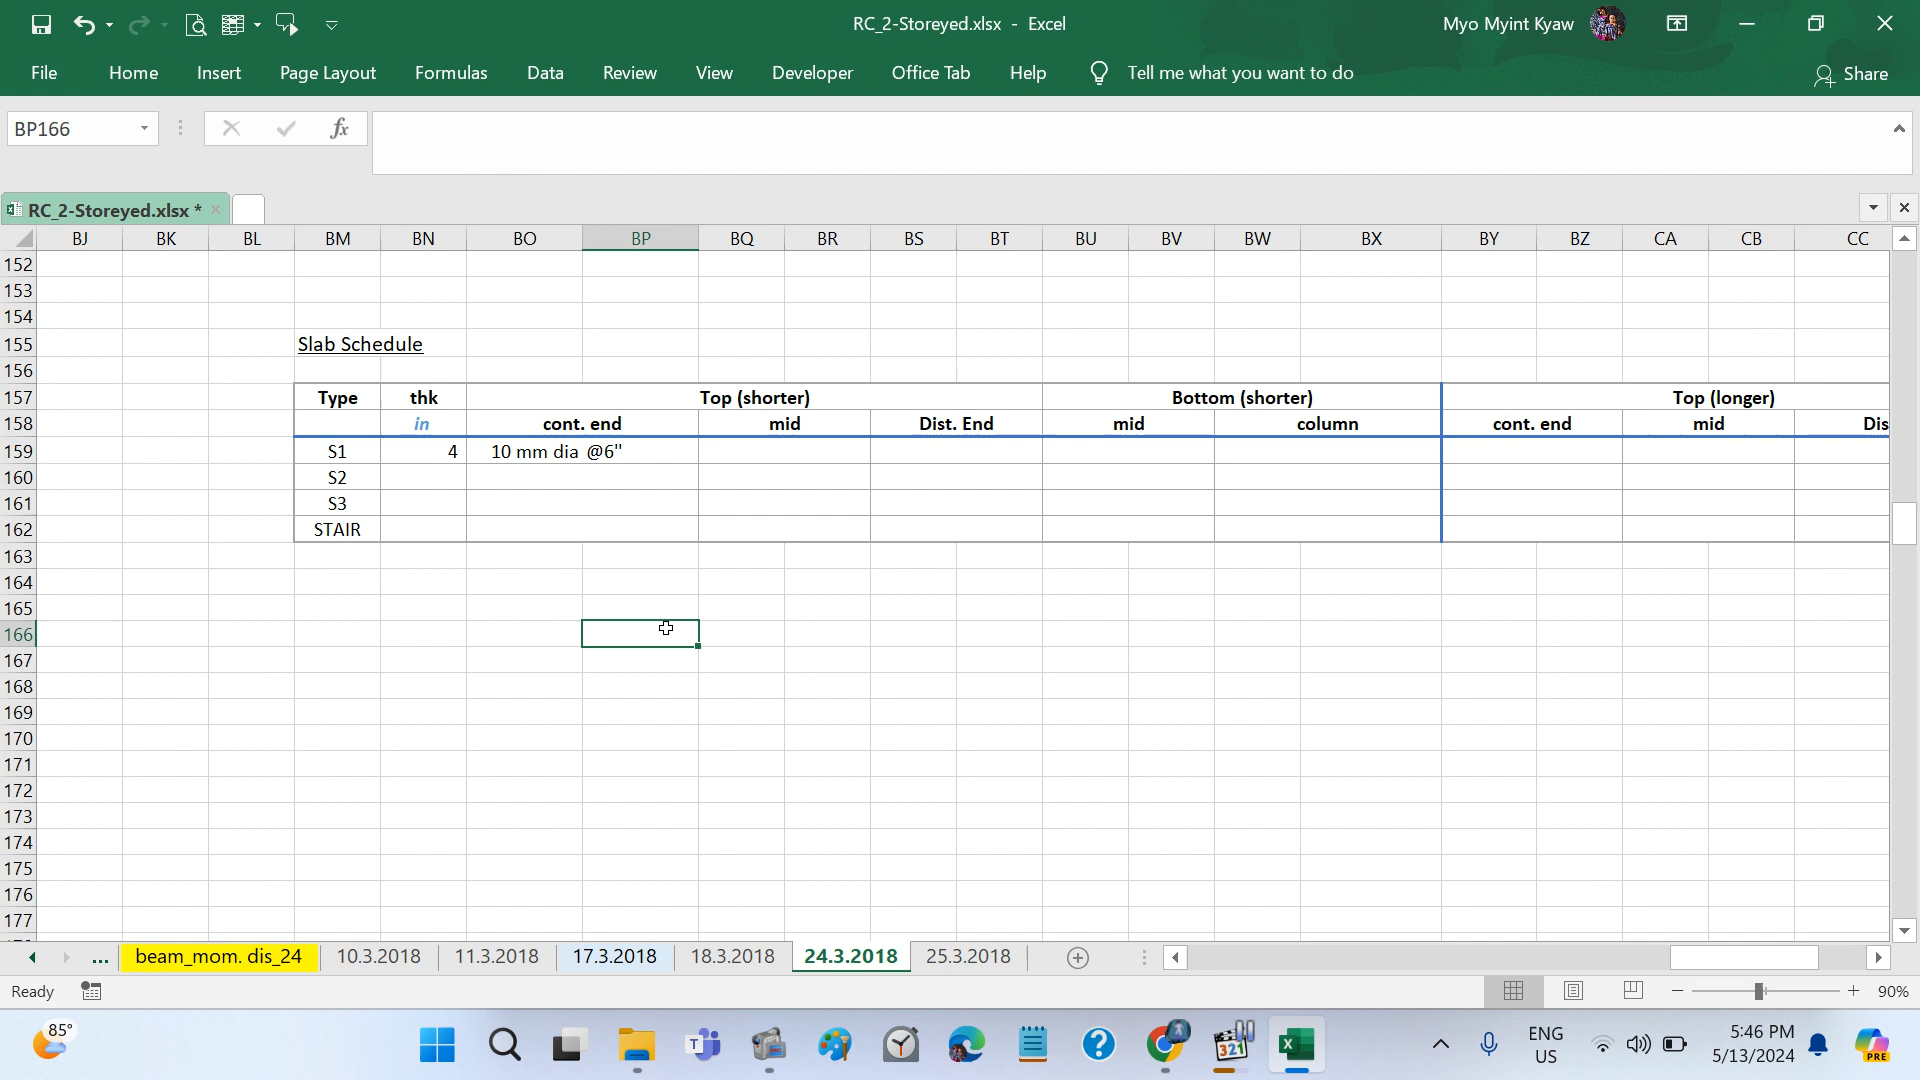 RC_2-Storeyed.xlsx - Excel
Myo Myint Kyaw
File Home Insert Page Layout Formulas Data Review View Developer Office Tab Help Tell me what you want to do Share
BP166 fx
RC_2-Storeyed.xlsx *
BJ BK BL BM BN BO BP BQ BR BS BT BU BV BW BX BY BZ CA CB CC
152
153
154
155 Slab Schedule
156
157 Type thk Top (shorter) Bottom (shorter) Top (longer)
158 in cont. end mid Dist. End mid column cont. end mid Dis
159 S1 4 10 mm dia @6"
160 S2
161 S3
162 STAIR
163
164
165
166
167
168
169
170
171
172
173
174
175
176
177
... beam_mom. dis_24 10.3.2018 11.3.2018 17.3.2018 18.3.2018 24.3.2018 25.3.2018
Ready 90%
85° 321 ENG 5:46 PM
US 5/13/2024 PRE